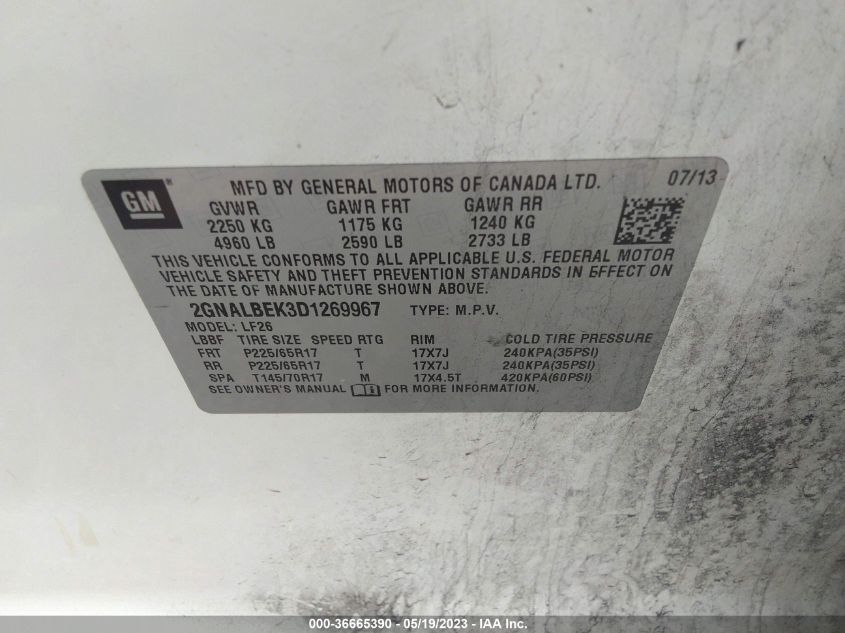 GM
MFD BY GENERAL MOTORS OF CANADA LTD. 07/13
GVWR GAWR FRT GAWR RR
2250 KG 1175 KG 1240 KG
4960 LB 2590 LB 2733 LB
THIS VEHICLE CONFORMS TO ALL APPLICABLE U.S. FEDERAL MOTOR
VEHICLE SAFETY AND THEFT PREVENTION STANDARDS IN EFFECT ON
THE DATE OF MANUFACTURE SHOWN ABOVE.
2GNALBEK3D1269967 TYPE: M.P.V.
MODEL: LF26
LBBF TIRE SIZE SPEED RTG RIM COLD TIRE PRESSURE
FRT P225/65R17 T 17X7J 240KPA(35PSI)
RR P225/65R17 T 17X7J 240KPA(35PSI)
SPA T145/70R17 M 17X4.5T 420KPA(60PSI)
SEE OWNER'S MANUAL FOR MORE INFORMATION.
000-36665390 - 05/19/2023 - IAA Inc.